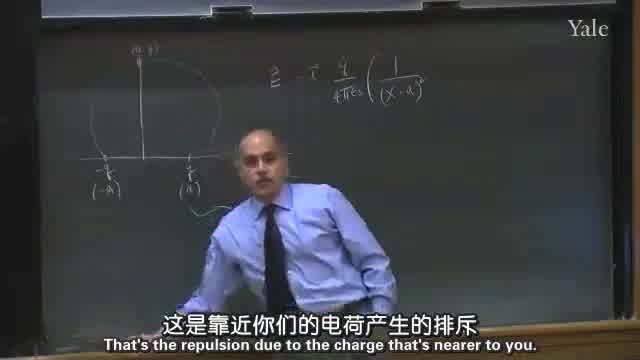 Yale
E = i q/4πε₀ ( 1/(x - a)²
(-a)
(a)
这是靠近你们的电荷产生的排斥
That's the repulsion due to the charge that's nearer to you.